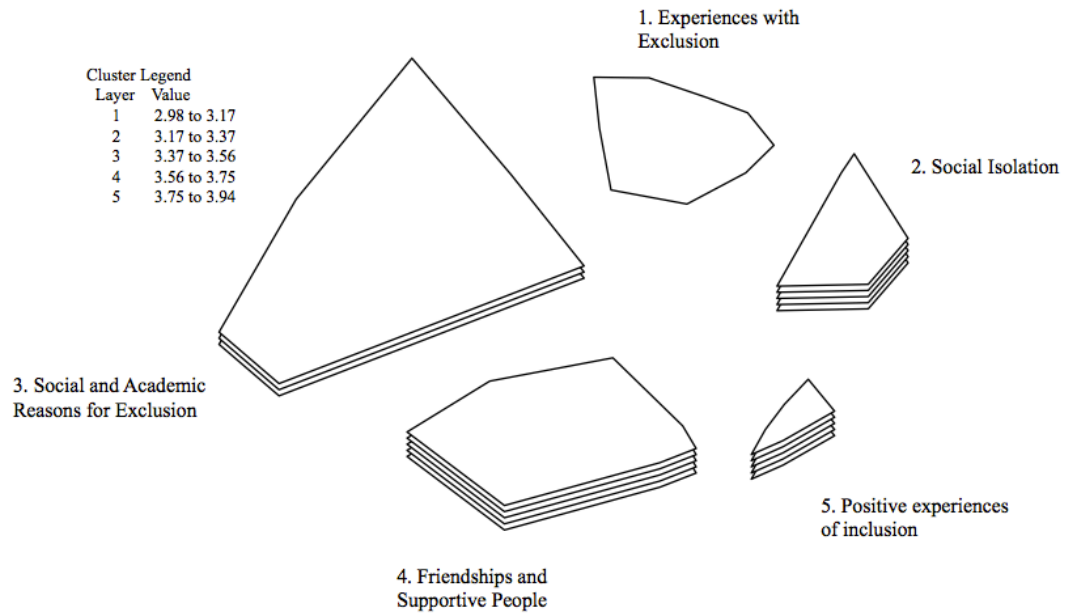 1. Experiences with
Exclusion
Cluster Legend
Layer Value
1 2.98 to 3.17
2 3.17 to 3.37
3 3.37 to 3.56
4 3.56 to 3.75
5 3.75 to 3.94
2. Social Isolation
3. Social and Academic
Reasons for Exclusion
5. Positive experiences
of inclusion
4. Friendships and
Supportive People